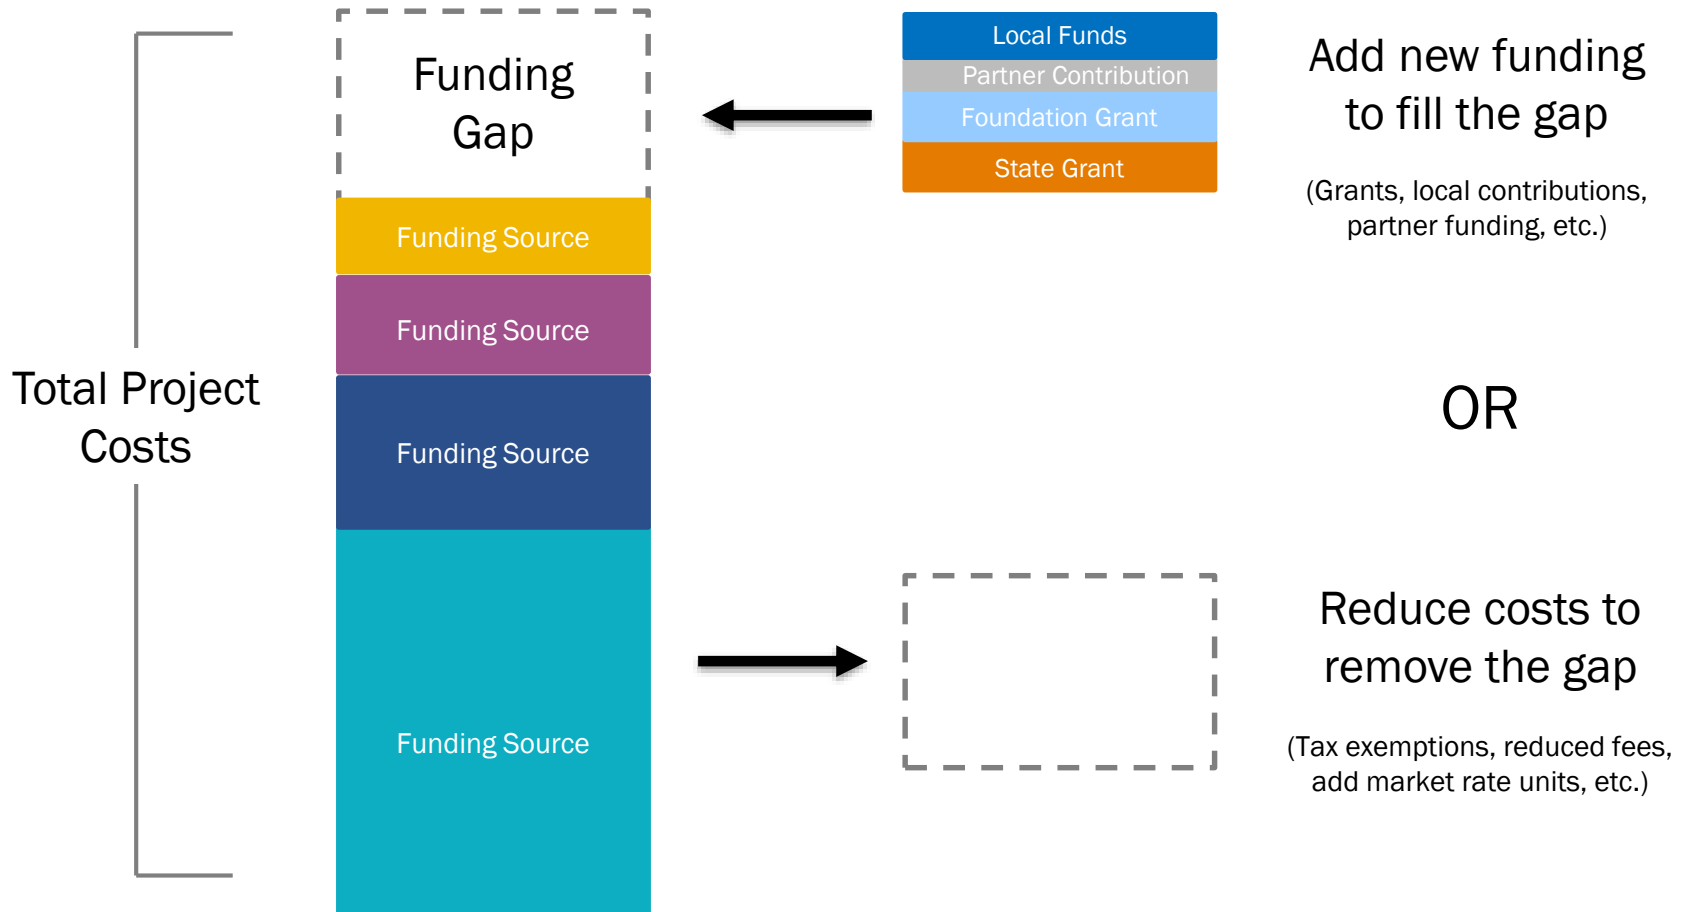 Total Project
Costs
Funding
Gap
Funding Source
Funding Source
Funding Source
Funding Source
Local Funds
Partner Contribution
Foundation Grant
State Grant
Add new funding
to fill the gap
(Grants, local contributions,
partner funding, etc.)
OR
Reduce costs to
remove the gap
(Tax exemptions, reduced fees,
add market rate units, etc.)